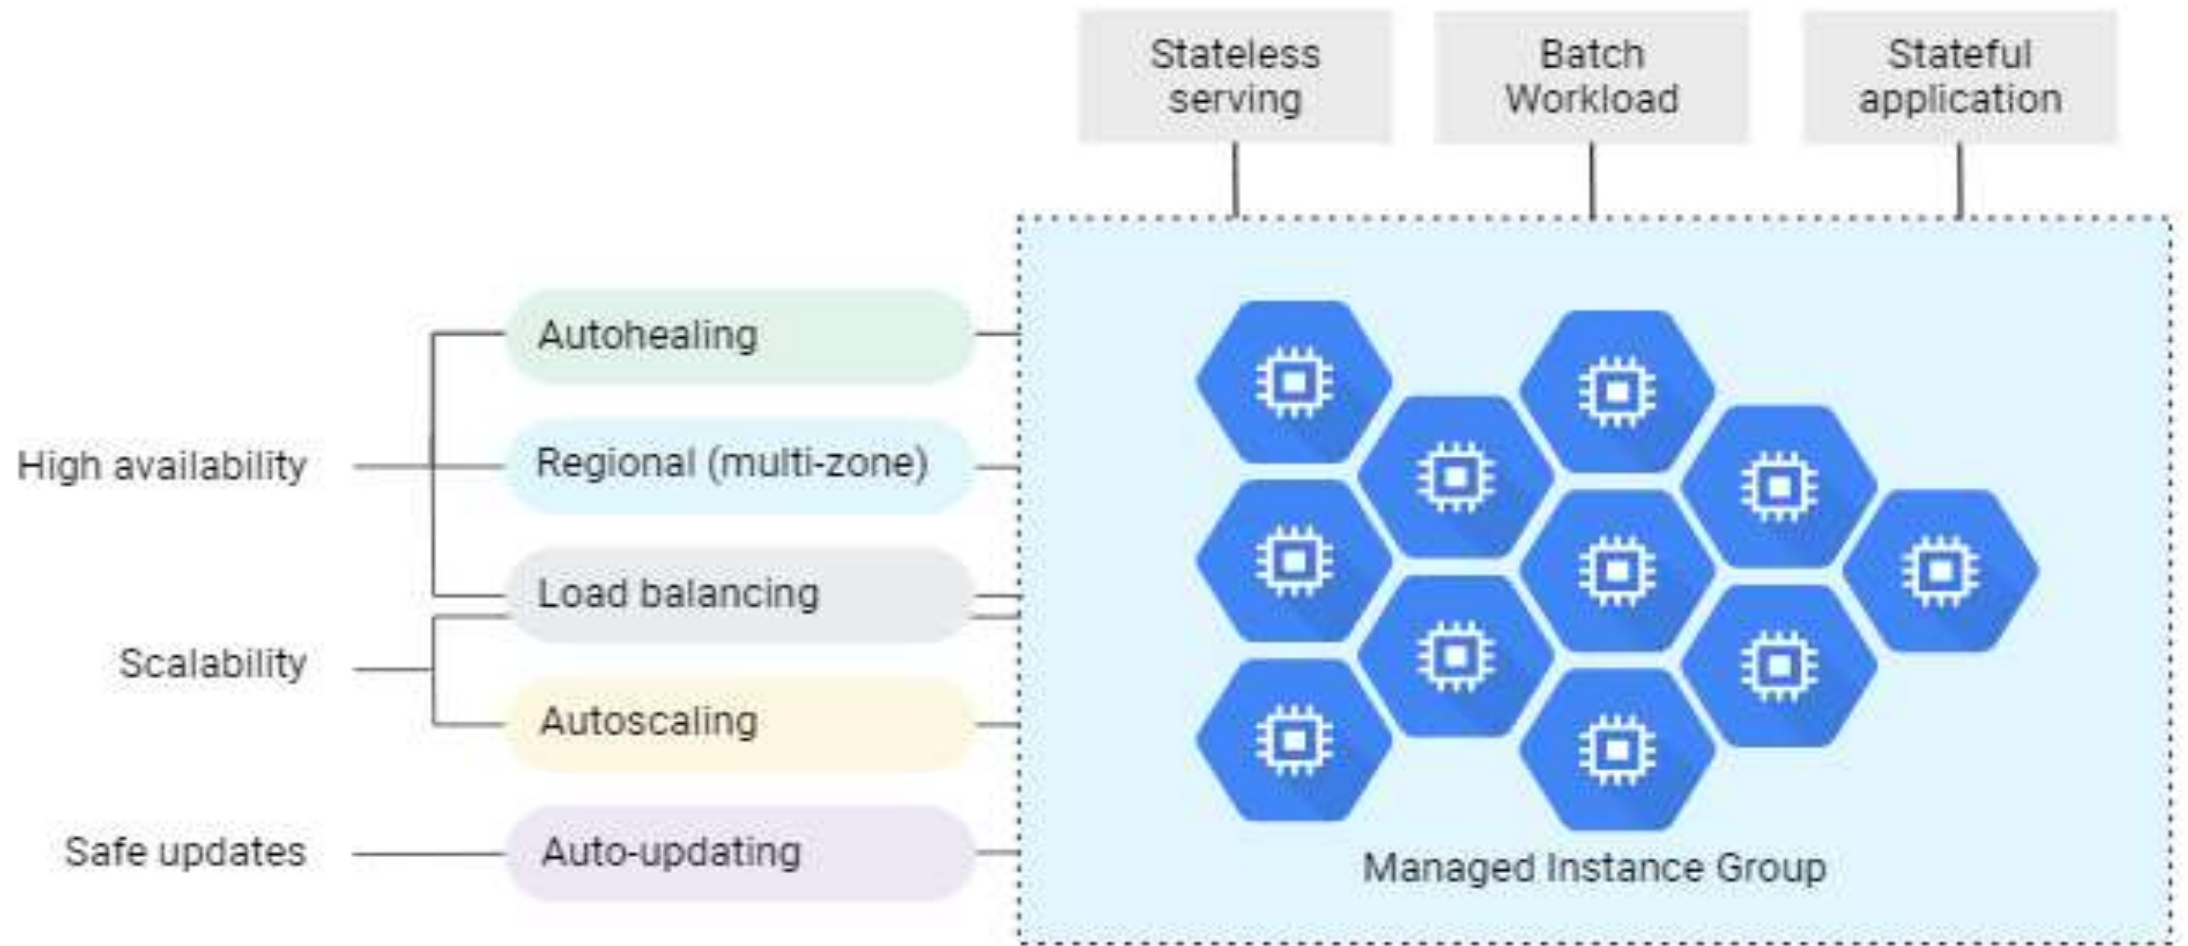 Stateless
serving
Batch
Workload
Stateful
application
High availability
Autohealing
Regional (multi-zone)
Load balancing
Scalability
Autoscaling
Safe updates
Auto-updating
Managed Instance Group